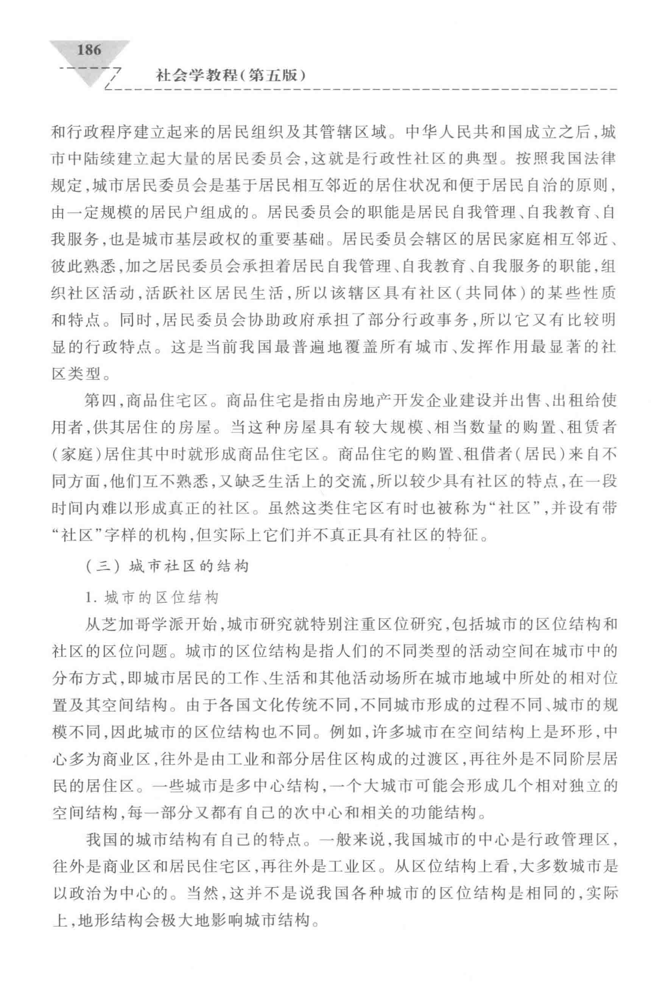 186
社会学教程(第五版)
和行政程序建立起来的居民组织及其管辖区域。中华人民共和国成立之后,城
市中陆续建立起大量的居民委员会,这就是行政性社区的典型。按照我国法律
规定,城市居民委员会是基于居民相互邻近的居住状况和便于居民自治的原则,
由一定规模的居民户组成的。居民委员会的职能是居民自我管理、自我教育、自
我服务,也是城市基层政权的重要基础。居民委员会辖区的居民家庭相互邻近、
彼此熟悉,加之居民委员会承担着居民自我管理、自我教育、自我服务的职能,组
织社区活动,活跃社区居民生活,所以该辖区具有社区(共同体)的某些性质
和特点。同时,居民委员会协助政府承担了部分行政事务,所以它又有比较明
显的行政特点。这是当前我国最普遍地覆盖所有城市、发挥作用最显著的社
区类型。
第四,商品住宅区。商品住宅是指由房地产开发企业建设并出售、出租给使
用者,供其居住的房屋。当这种房屋具有较大规模、相当数量的购置、租赁者
(家庭)居住其中时就形成商品住宅区。商品住宅的购置、租借者(居民)来自不
同方面,他们互不熟悉,又缺乏生活上的交流,所以较少具有社区的特点,在一段
时间内难以形成真正的社区。虽然这类住宅区有时也被称为“社区”,并设有带
“社区”字样的机构,但实际上它们并不真正具有社区的特征。
(三)城市社区的结构
1. 城市的区位结构
从芝加哥学派开始,城市研究就特别注重区位研究,包括城市的区位结构和
社区的区位问题。城市的区位结构是指人们的不同类型的活动空间在城市中的
分布方式,即城市居民的工作、生活和其他活动场所在城市地域中所处的相对位
置及其空间结构。由于各国文化传统不同,不同城市形成的过程不同、城市的规
模不同,因此城市的区位结构也不同。例如,许多城市在空间结构上是环形,中
心多为商业区,往外是由工业和部分居住区构成的过渡区,再往外是不同阶层居
民的居住区。一些城市是多中心结构,一个大城市可能会形成几个相对独立的
空间结构,每一部分又都有自己的次中心和相关的功能结构。
我国的城市结构有自己的特点。一般来说,我国城市的中心是行政管理区,
往外是商业区和居民住宅区,再往外是工业区。从区位结构上看,大多数城市是
以政治为中心的。当然,这并不是说我国各种城市的区位结构是相同的,实际
上,地形结构会极大地影响城市结构。